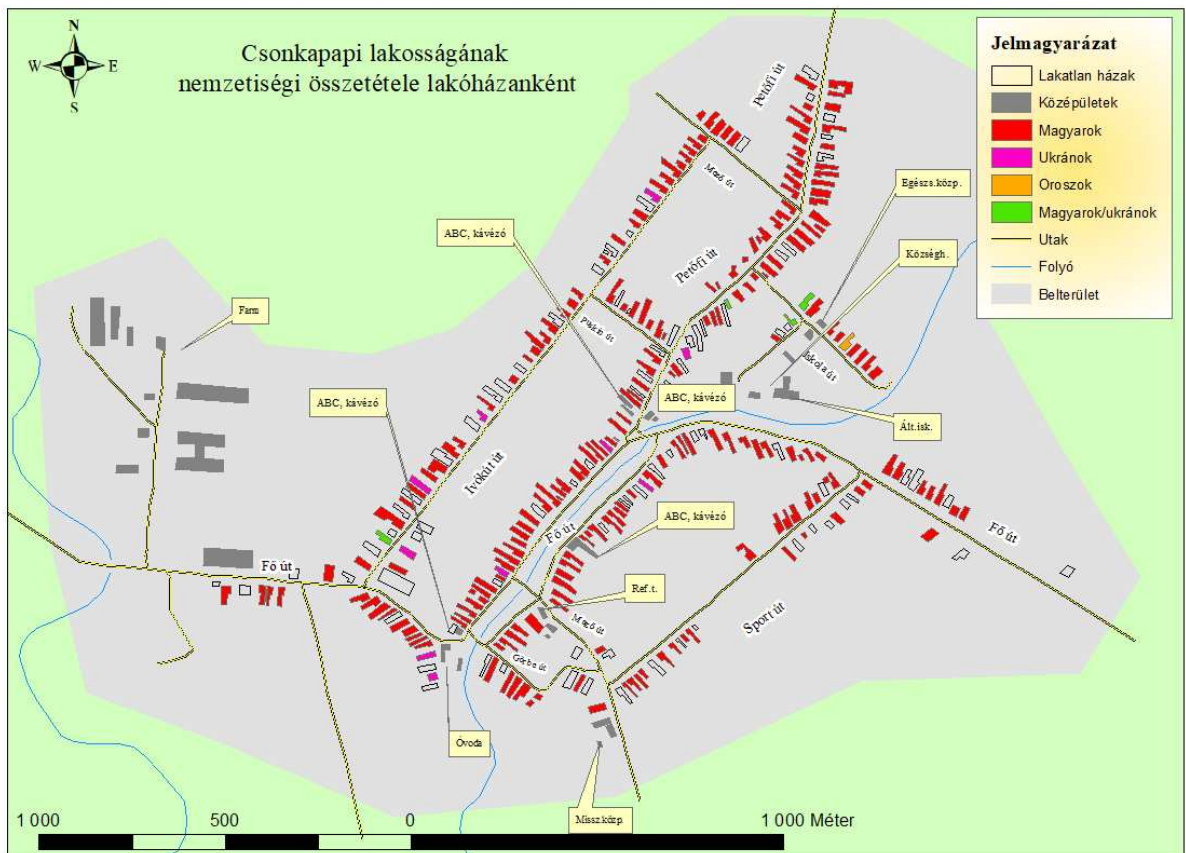 N
W E
S
Csonkapapi lakosságának
nemzetiségi összetétele lakóházanként
Jelmagyarázat
Lakatlan házak
Középületek
Magyarok
Ukránok
Oroszok
Magyarok/ukránok
Utak
Folyó
Belterület
Petőfi út
Mező út
Egészs.közp.
ABC, kávézó
Községh.
Petőfi út
Farm
Iskola út
ABC, kávézó
ABC, kávézó
Ált.isk.
Ivókút út
ABC, kávézó
Fő út
Fő út
Fő út
Ref.t.
Mező út
Sport út
Görbe út
Óvoda
Missz.közp.
1 000 500 0 1 000 Méter